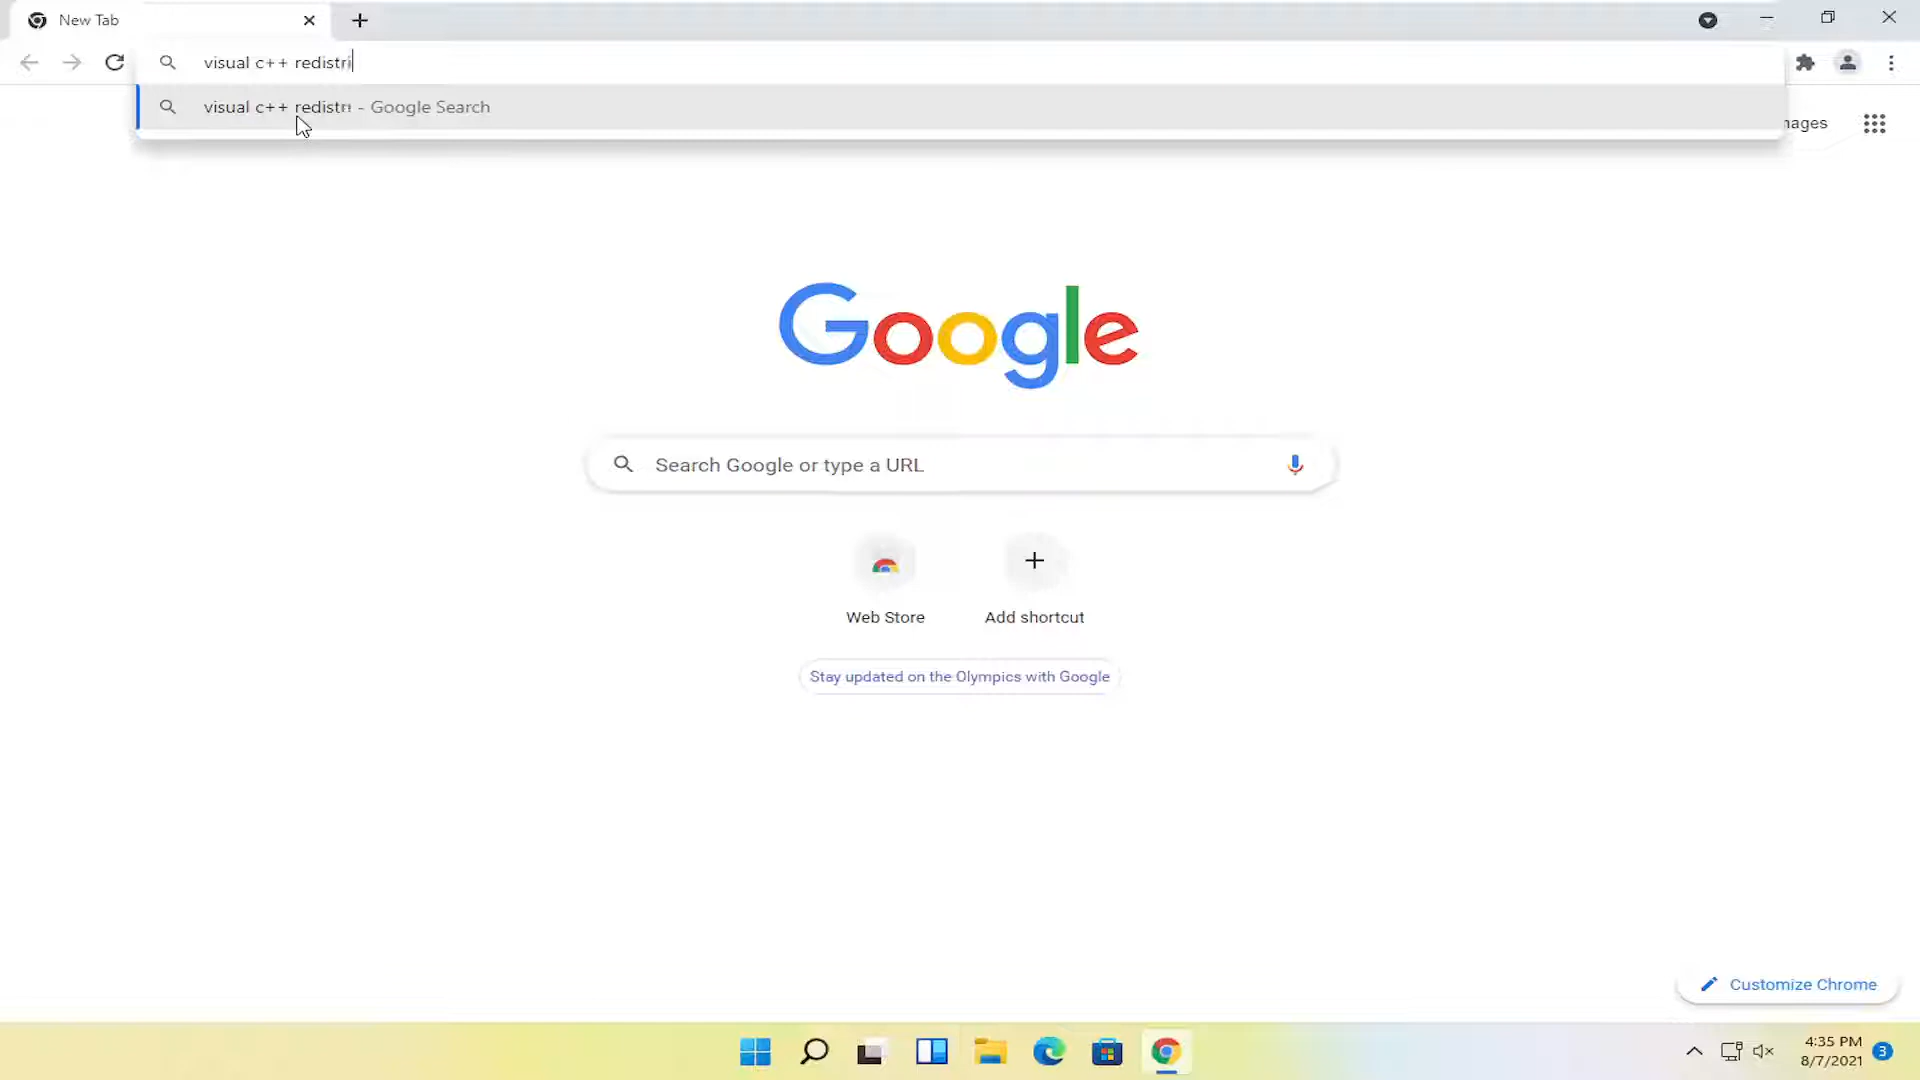 New Tab
visual c++ redistri
visual c++ redistri - Google Search
mages
Google
Search Google or type a URL
Web Store
Add shortcut
Stay updated on the Olympics with Google
Customize Chrome
4:35 PM
8/7/2021
3